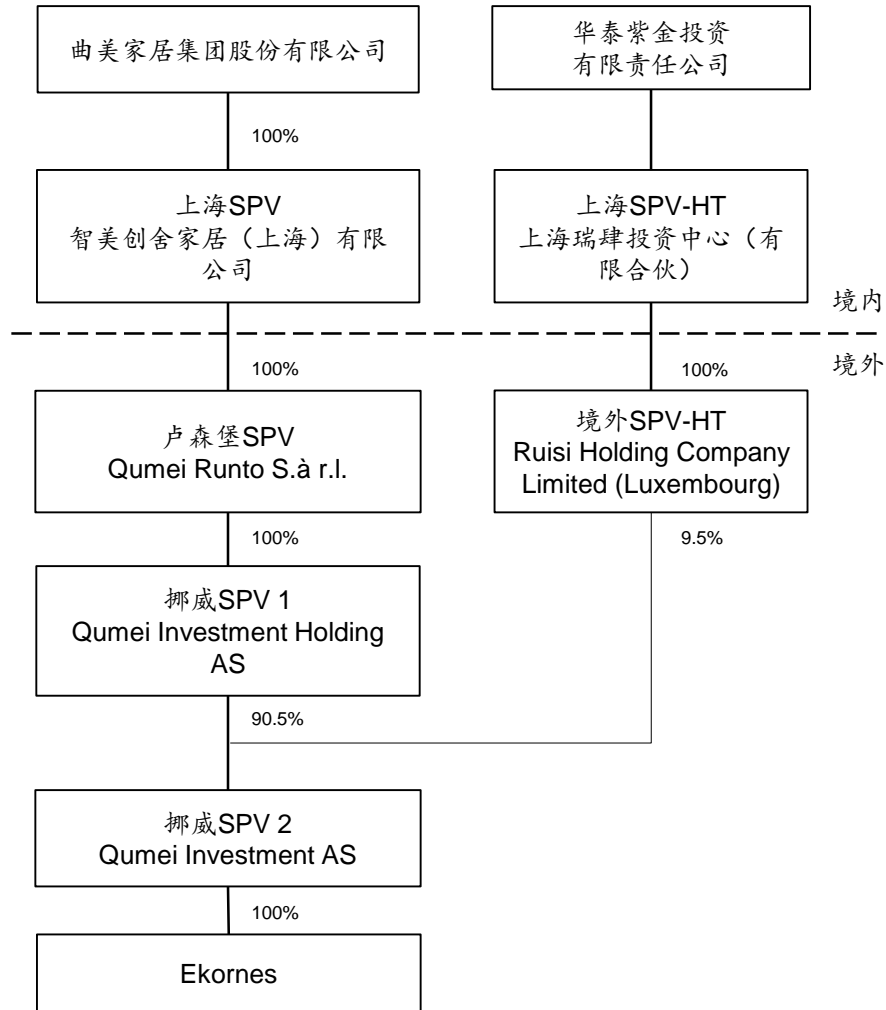 曲美家居集团股份有限公司
华泰紫金投资
有限责任公司
100%
上海SPV
智美创舍家居（上海）有限
公司
上海SPV-HT
上海瑞肆投资中心（有
限合伙）
境内
境外
100%
100%
卢森堡SPV
Qumei Runto S.à r.l.
境外SPV-HT
Ruisi Holding Company
Limited (Luxembourg)
100%
9.5%
挪威SPV 1
Qumei Investment Holding
AS
90.5%
挪威SPV 2
Qumei Investment AS
100%
Ekornes